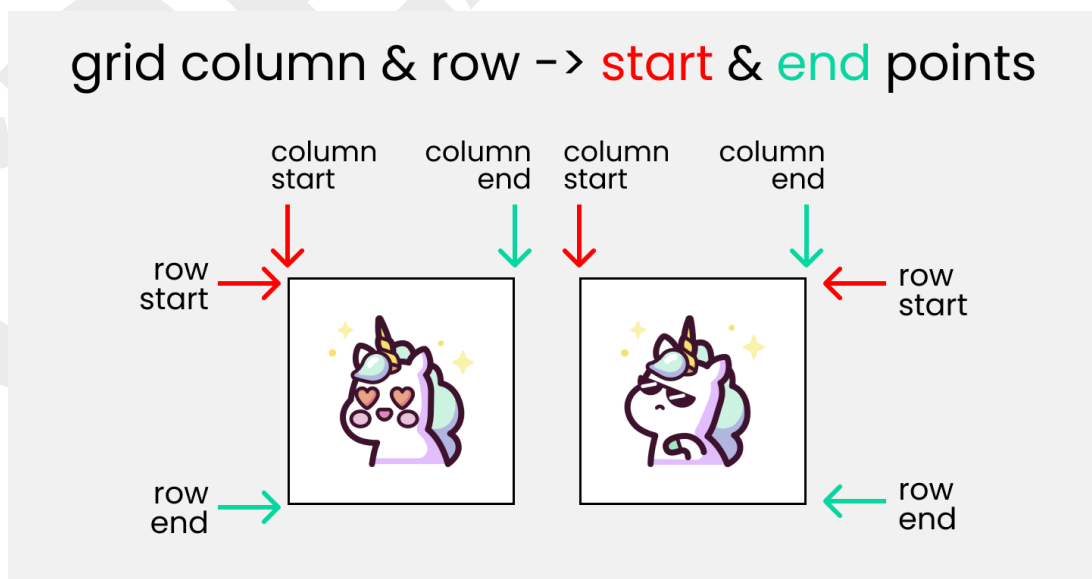 grid column & row -> start & end points
column
start
column
end
column
start
column
end
row
start
row
start
row
end
row
end